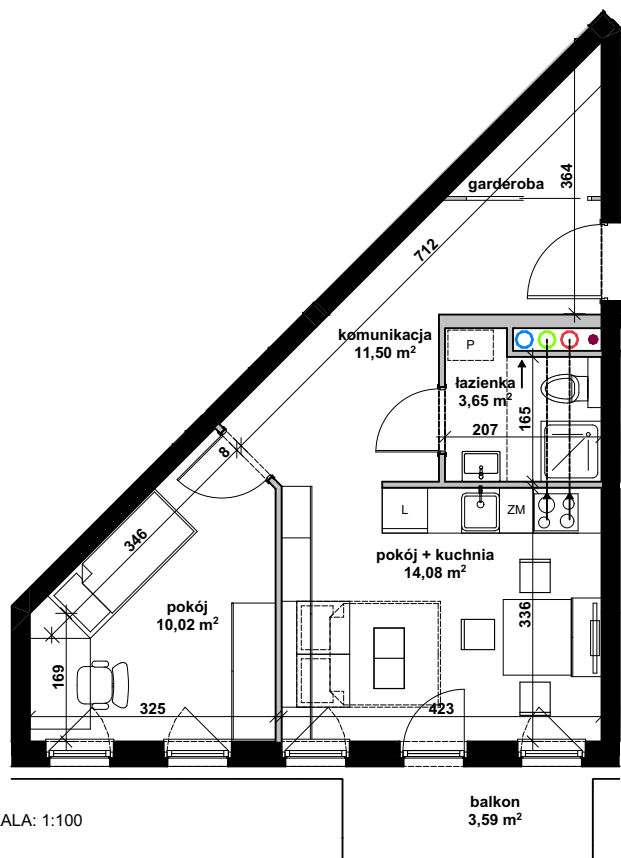 garderoba
364
712
komunikacja
11,50 m²
P
łazienka
3,65 m²
165
207
8
346
L
ZM
pokój + kuchnia
14,08 m²
pokój
10,02 m²
336
169
325
423
balkon
3,59 m²
ALA: 1:100